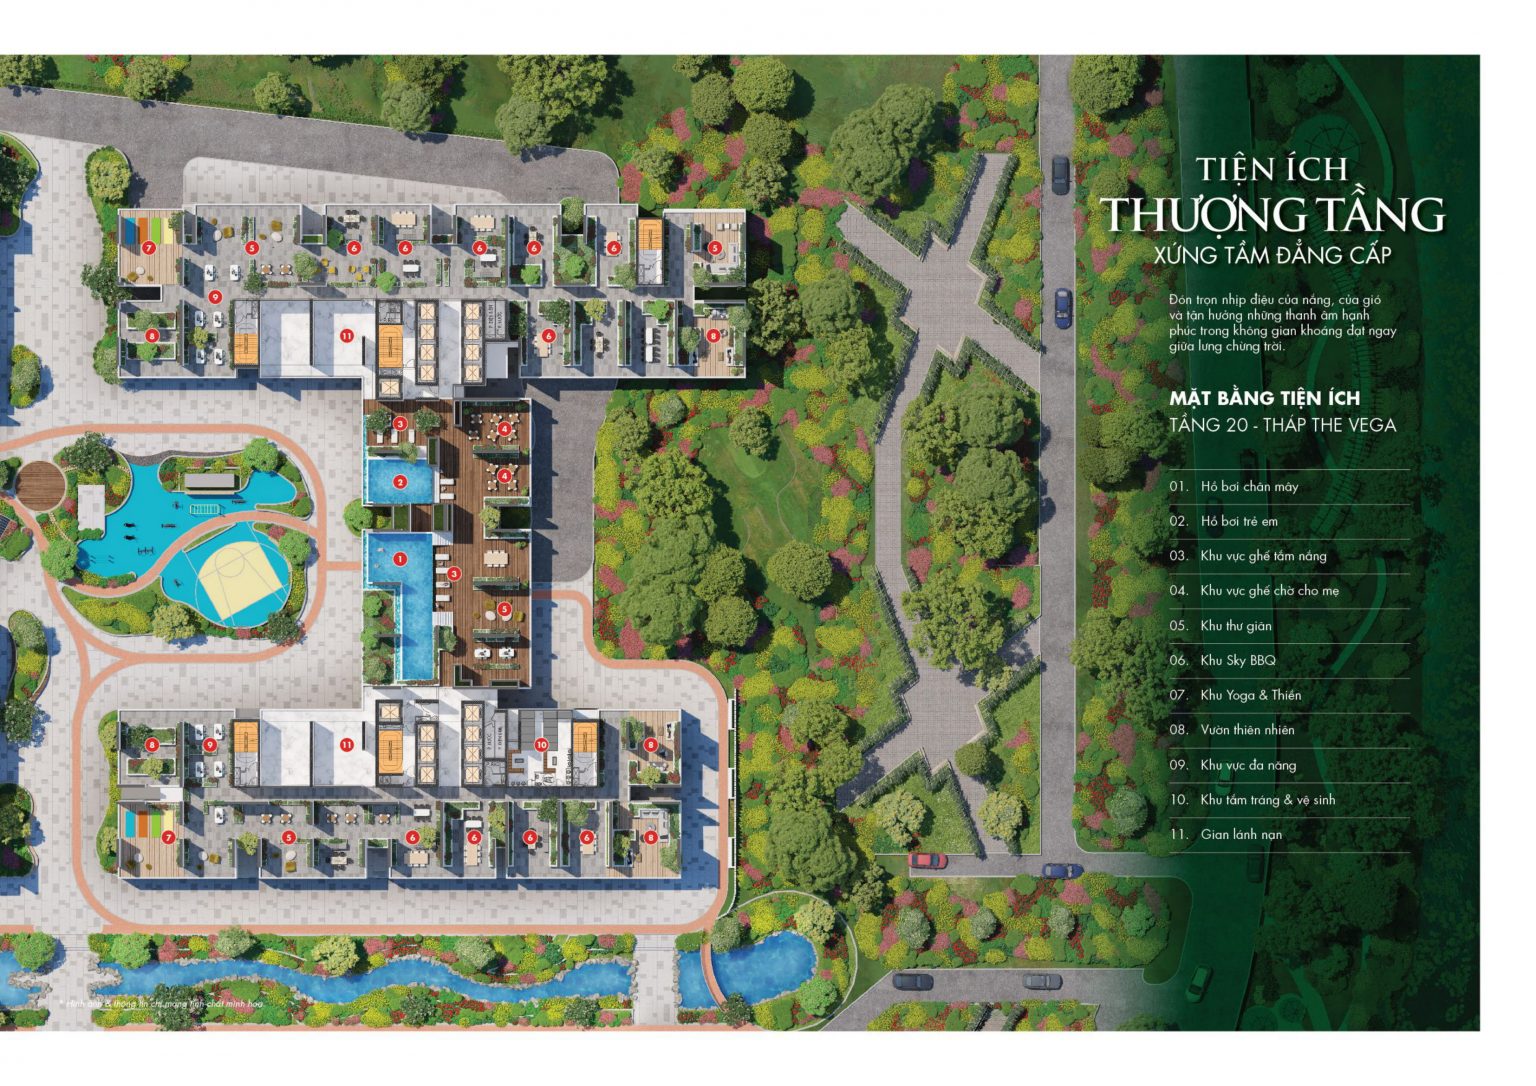 TIỆN ÍCH
THƯỢNG TẦNG
XỨNG TẦM ĐẲNG CẤP
Đón trọn nhịp điệu của nắng, của gió
và tận hưởng những thanh âm hạnh
phúc trong không gian khoáng đạt ngay
giữa lưng chừng trời.
MẶT BẰNG TIỆN ÍCH
TẦNG 20 - THÁP THE VEGA
01. Hồ bơi chân mây
02. Hồ bơi trẻ em
03. Khu vực ghế tắm nắng
04. Khu vực ghế chờ cho mẹ
05. Khu thư giãn
06. Khu Sky BBQ
07. Khu Yoga & Thiền
08. Vườn thiên nhiên
09. Khu vực đa năng
10. Khu tắm tráng & vệ sinh
11. Gian lánh nạn
7 5 6 6 6 6 6 5
9
8 11 6 8
3 4
2 4
1
3
5
8 9 11 10 8
7 5 6 6 6 6 8
* Hình ảnh & thông tin chỉ mang tính chất minh họa